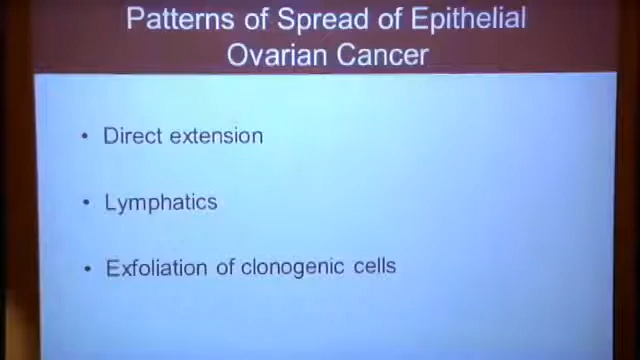 Patterns of Spread of Epithelial
Ovarian Cancer
• Direct extension
• Lymphatics
• Exfoliation of clonogenic cells